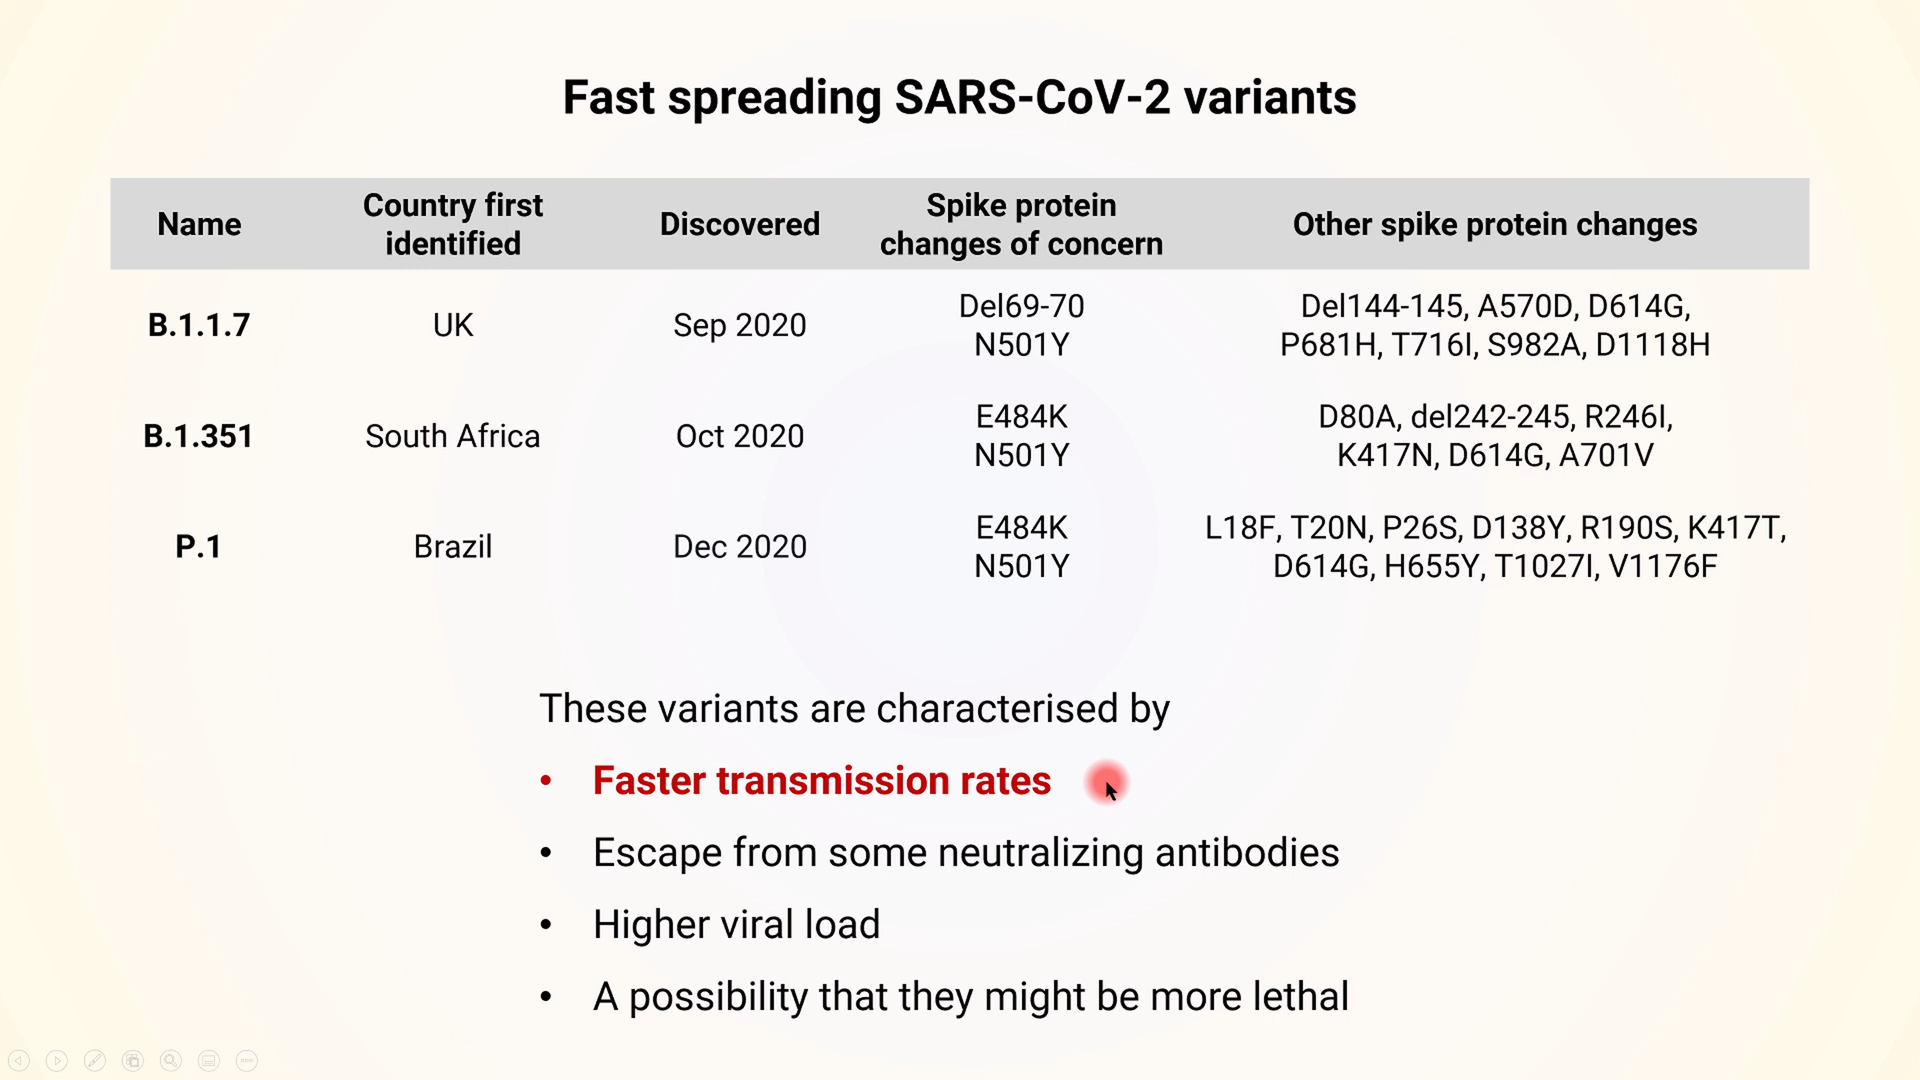 Fast spreading SARS-CoV-2 variants
Name
Country first
identified
Discovered
Spike protein
changes of concern
Other spike protein changes
B.1.1.7
UK
Sep 2020
Del69-70
N501Y
Del144-145, A570D, D614G,
P681H, T716I, S982A, D1118H
B.1.351
South Africa
Oct 2020
E484K
N501Y
D80A, del242-245, R246I,
K417N, D614G, A701V
P.1
Brazil
Dec 2020
E484K
N501Y
L18F, T20N, P26S, D138Y, R190S, K417T,
D614G, H655Y, T1027I, V1176F
These variants are characterised by
• Faster transmission rates
• Escape from some neutralizing antibodies
• Higher viral load
• A possibility that they might be more lethal